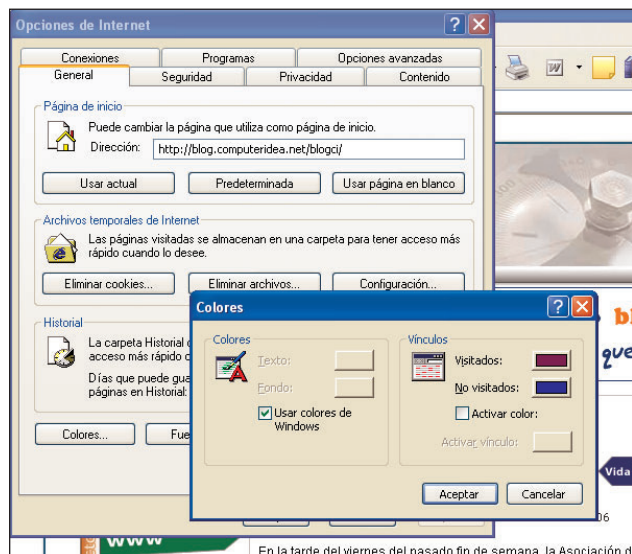 Opciones de Internet
Conexiones Programas Opciones avanzadas
General Seguridad Privacidad Contenido
Página de inicio
Puede cambiar la página que utiliza como página de inicio.
Dirección: http://blog.computeridea.net/blogci/
Usar actual Predeterminada Usar página en blanco
Archivos temporales de Internet
Las páginas visitadas se almacenan en una carpeta para tener acceso más
rápido cuando lo desee.
Eliminar cookies... Eliminar archivos... Configuración...
Historial
La carpeta Historial
acceso más rápido
Días que puede
páginas en Historial:
Colores...
Colores
Colores
Texto:
Fondo:
Usar colores de
Windows
Vínculos
Visitados:
No visitados:
Activar color:
Activar vínculo:
Aceptar Cancelar
que
Vida
06
www
En la tarde del viernes del pasado fin de semana, la Asociación